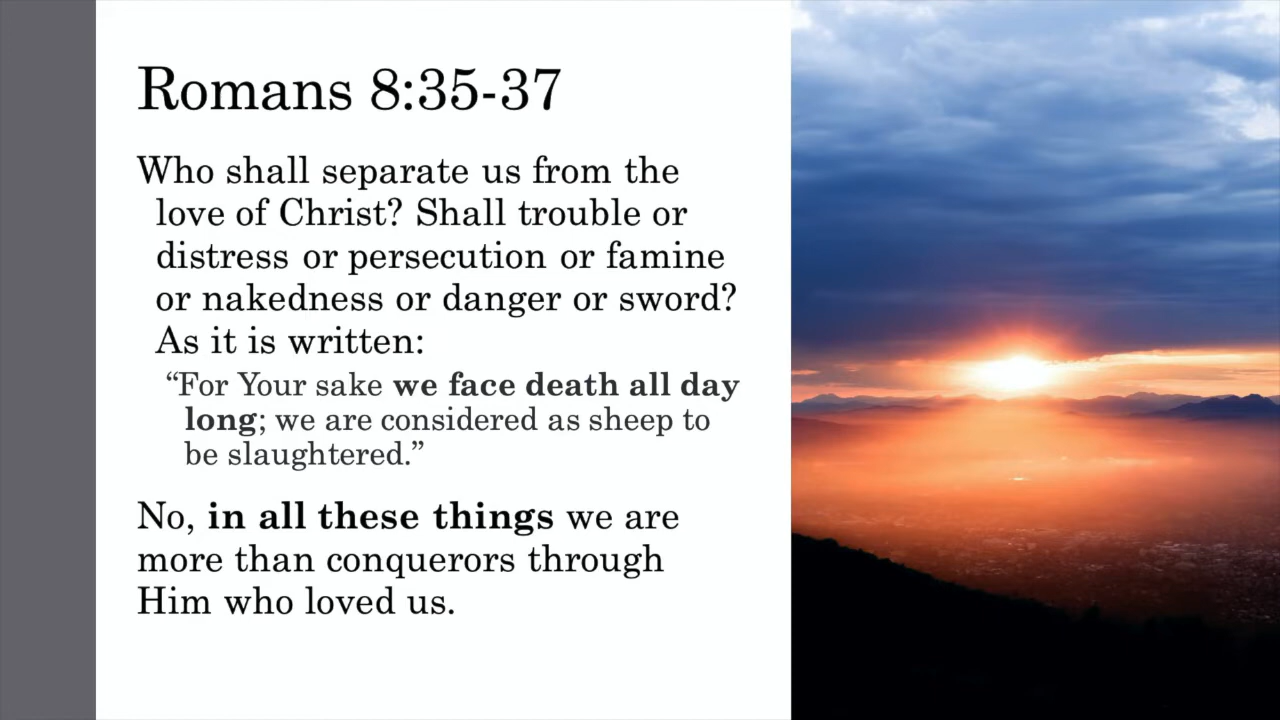 Romans 8:35-37
Who shall separate us from the
love of Christ? Shall trouble or
distress or persecution or famine
or nakedness or danger or sword?
As it is written:
“For Your sake we face death all day
long; we are considered as sheep to
be slaughtered.”
No, in all these things we are
more than conquerors through
Him who loved us.